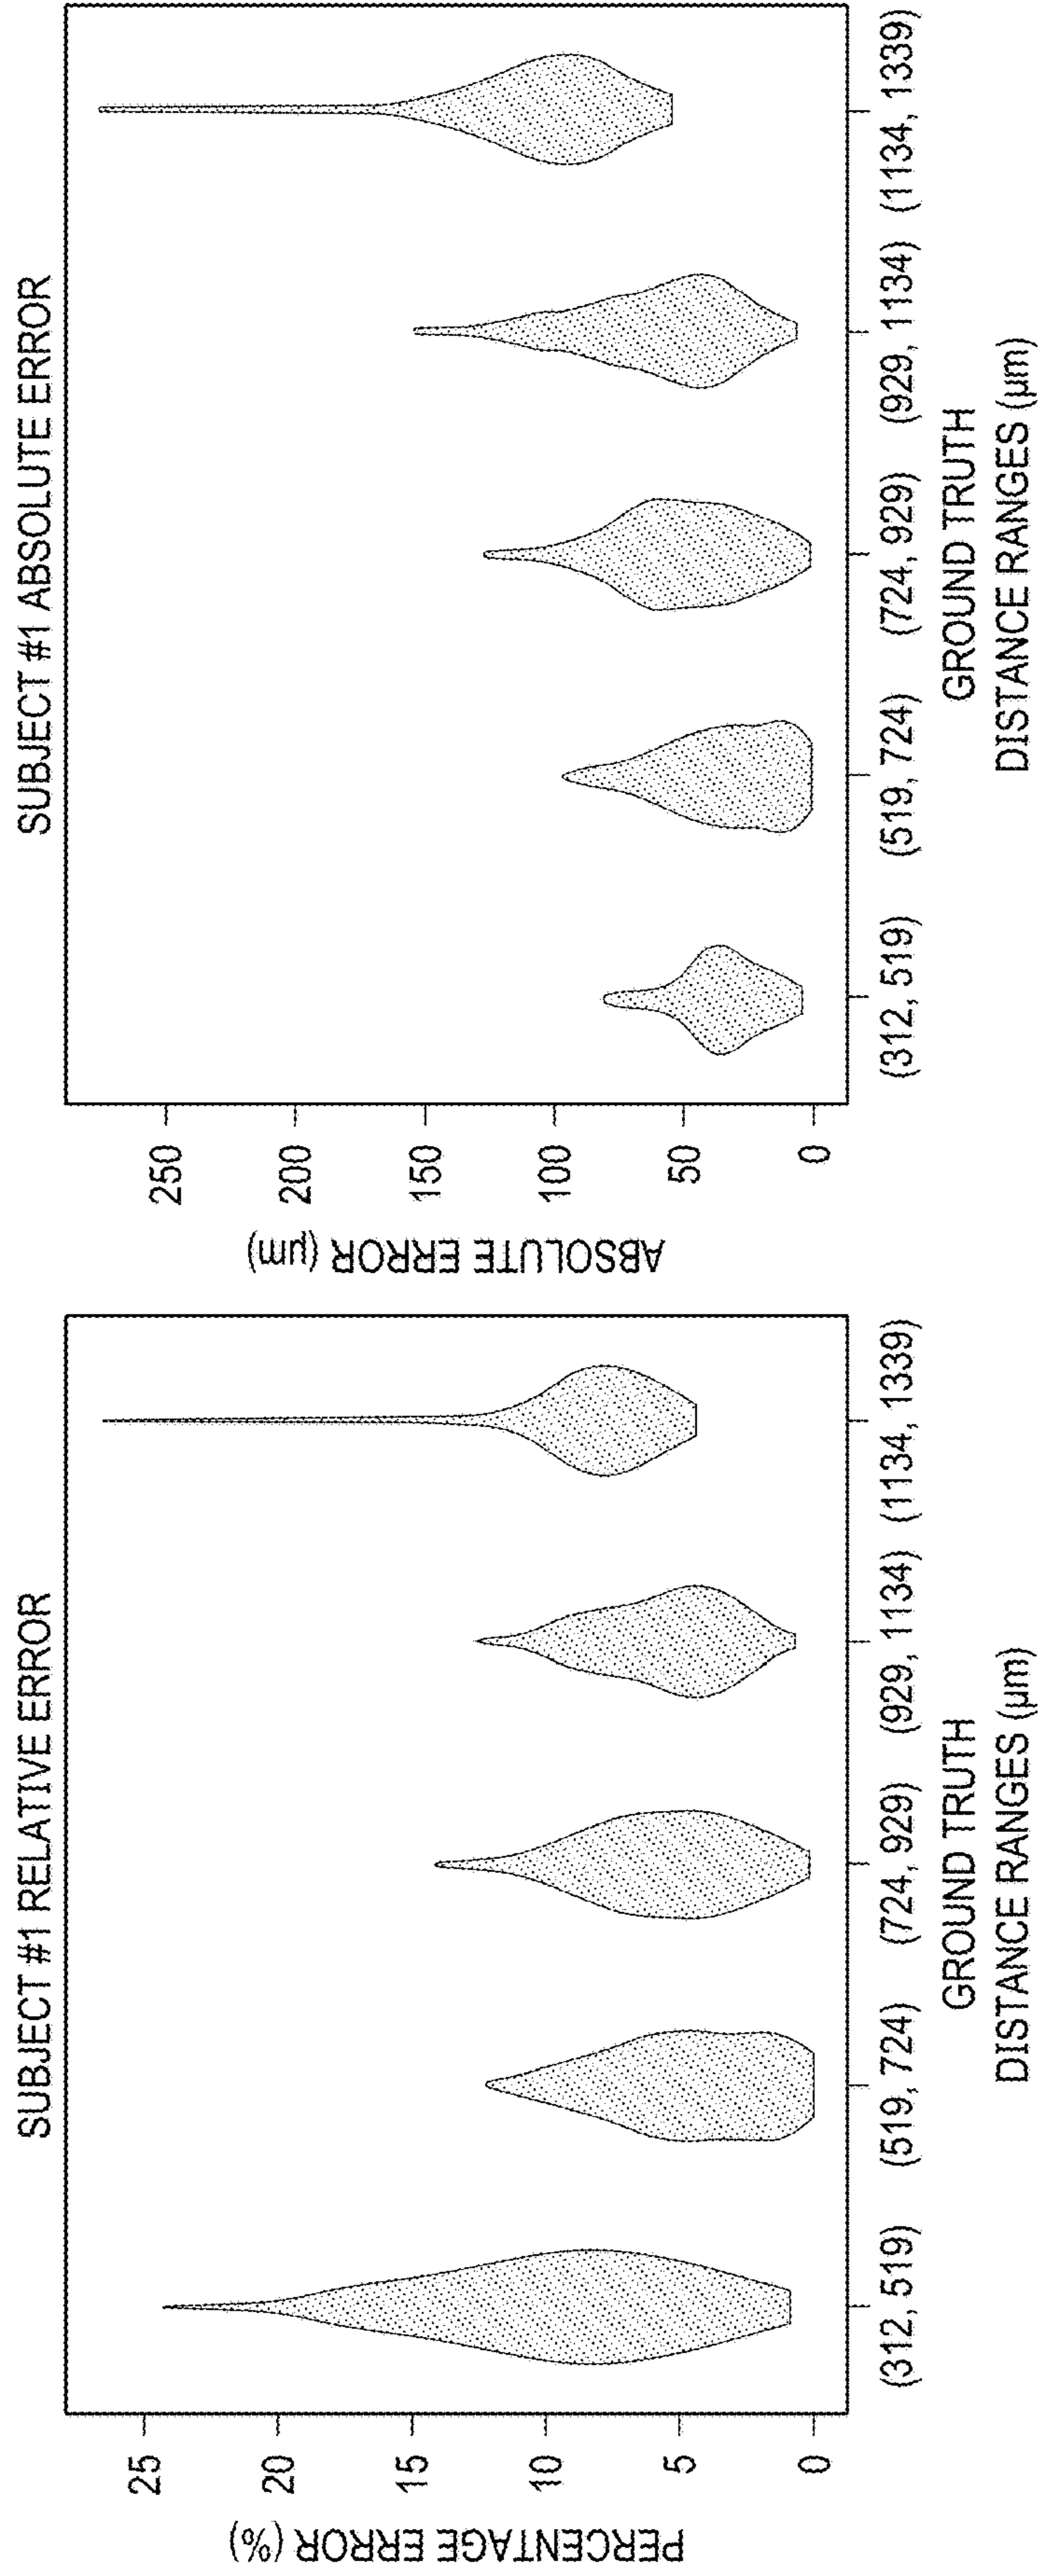 SUBJECT #1 RELATIVE ERROR
PERCENTAGE ERROR (%)
25
20
15
10
5
0
(312, 519)
(519, 724)
(724, 929)
(929, 1134)
(1134, 1339)
GROUND TRUTH
DISTANCE RANGES (µm)
SUBJECT #1 ABSOLUTE ERROR
ABSOLUTE ERROR (µm)
250
200
150
100
50
0
(312, 519)
(519, 724)
(724, 929)
(929, 1134)
(1134, 1339)
GROUND TRUTH
DISTANCE RANGES (µm)